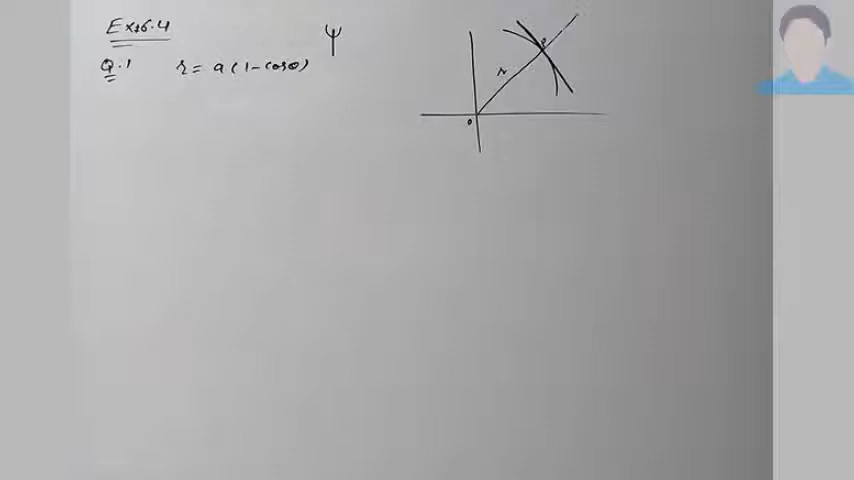 Ex#6.4
Q.1 r = a(1-cosθ) ψ
P
r
O